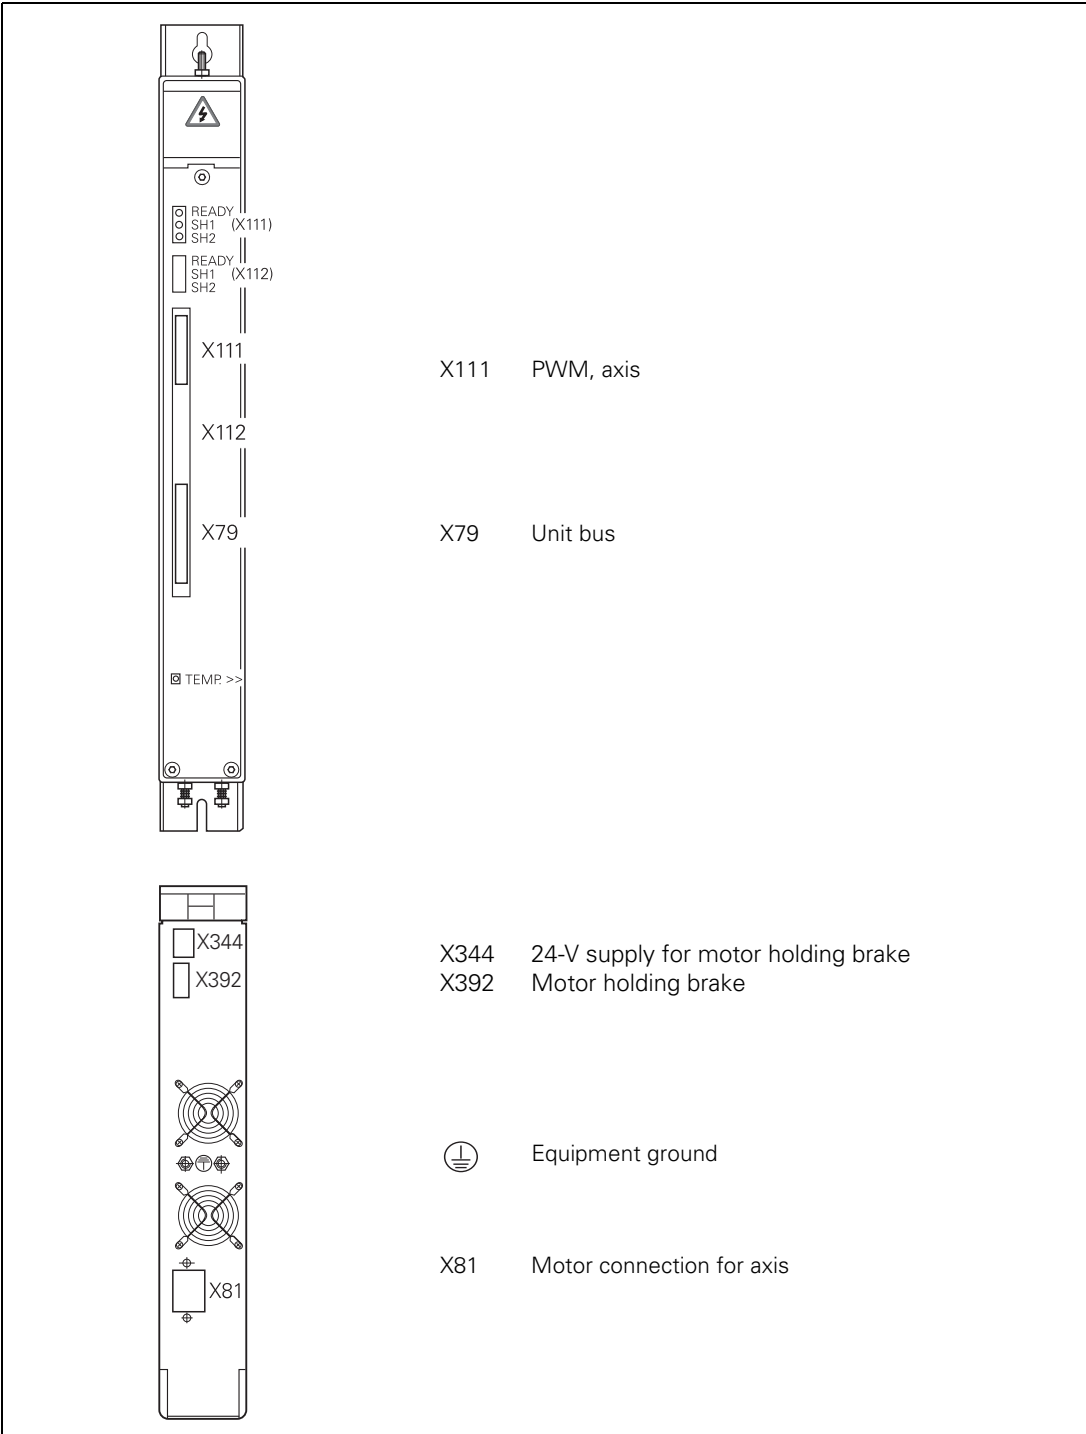 READY
SH1 (X111)
SH2
READY
SH1 (X112)
SH2
X111
X111 PWM, axis
X112
X79
X79 Unit bus
TEMP. >>
X344
X344 24-V supply for motor holding brake
X392
X392 Motor holding brake
Equipment ground
X81 Motor connection for axis
X81